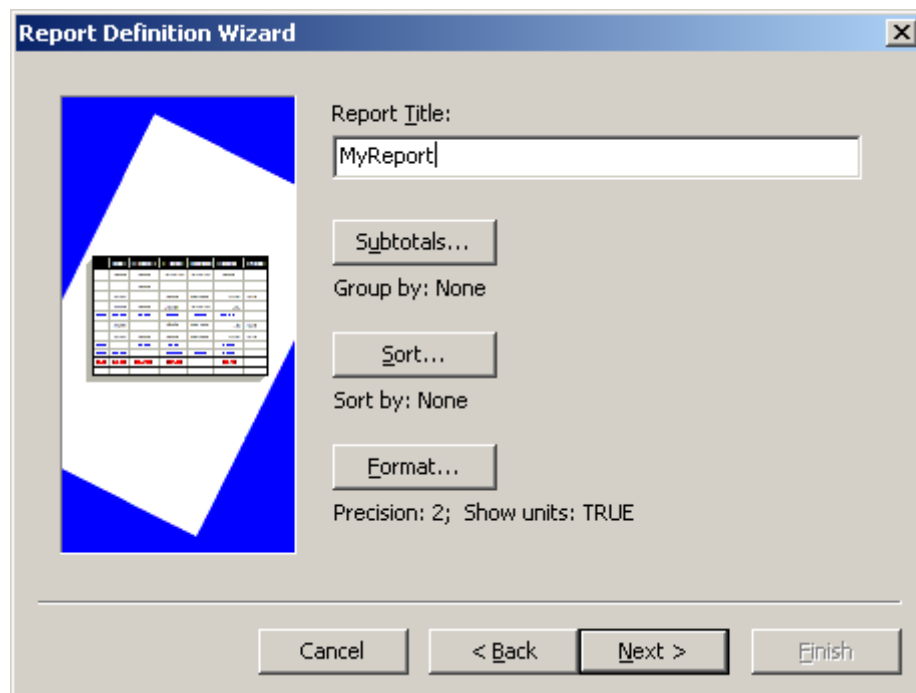 Report Definition Wizard
Report Title:
MyReport
Subtotals...
Group by: None
Sort...
Sort by: None
Format...
Precision: 2;  Show units: TRUE
Cancel
< Back
Next >
Finish